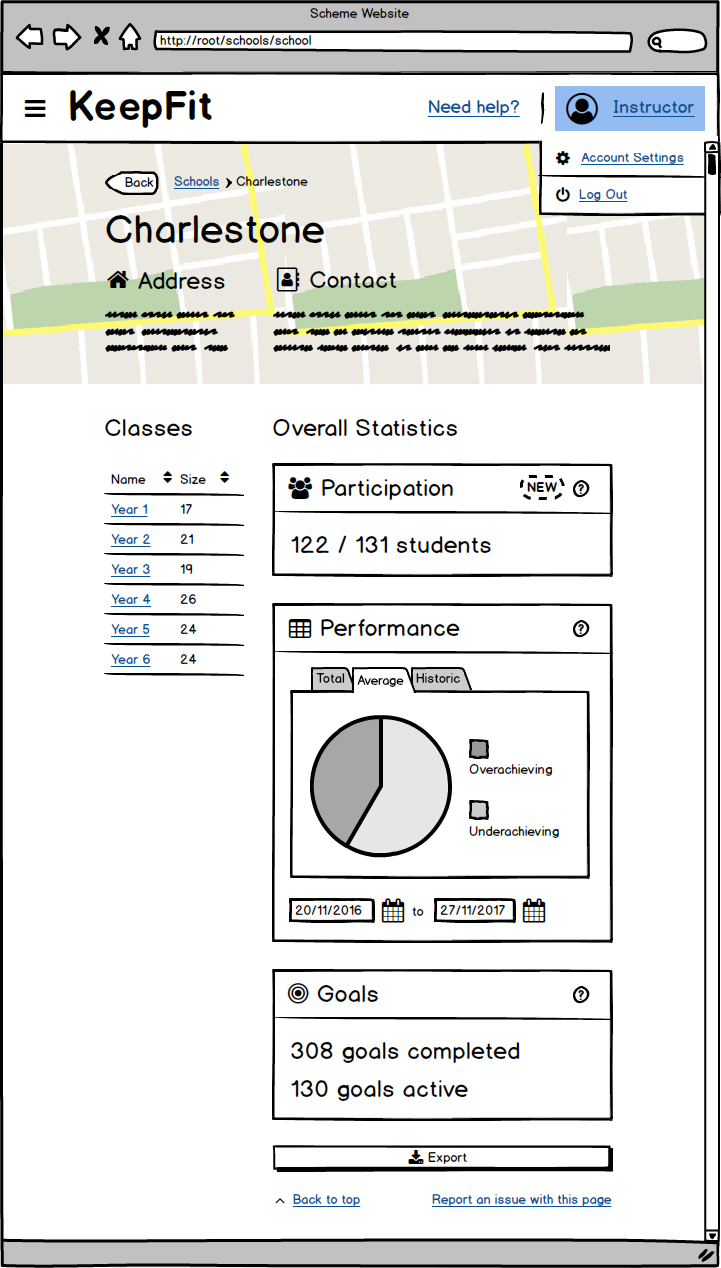 Scheme Website
http://root/schools/school
KeepFit
Need help?
Instructor
Account Settings
Log Out
Back
Schools
Charlestone
Charlestone
Address
Contact
Classes
Name Size
Year 1 17
Year 2 21
Year 3 19
Year 4 26
Year 5 24
Year 6 24
Overall Statistics
Participation
NEW
122 / 131 students
Performance
Total Average Historic
Overachieving
Underachieving
20/11/2016 to 27/11/2017
Goals
308 goals completed
130 goals active
Export
Back to top
Report an issue with this page